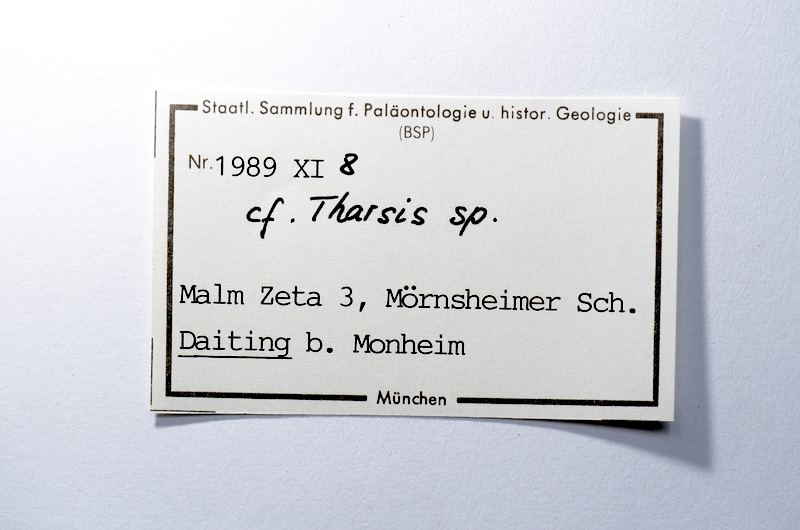 Staatl. Sammlung f. Paläontologie u. histor. Geologie
(BSP)
Nr. 1989 XI 8
cf. Tharsis sp.
Malm Zeta 3, Mörnsheimer Sch.
Daiting b. Monheim
München